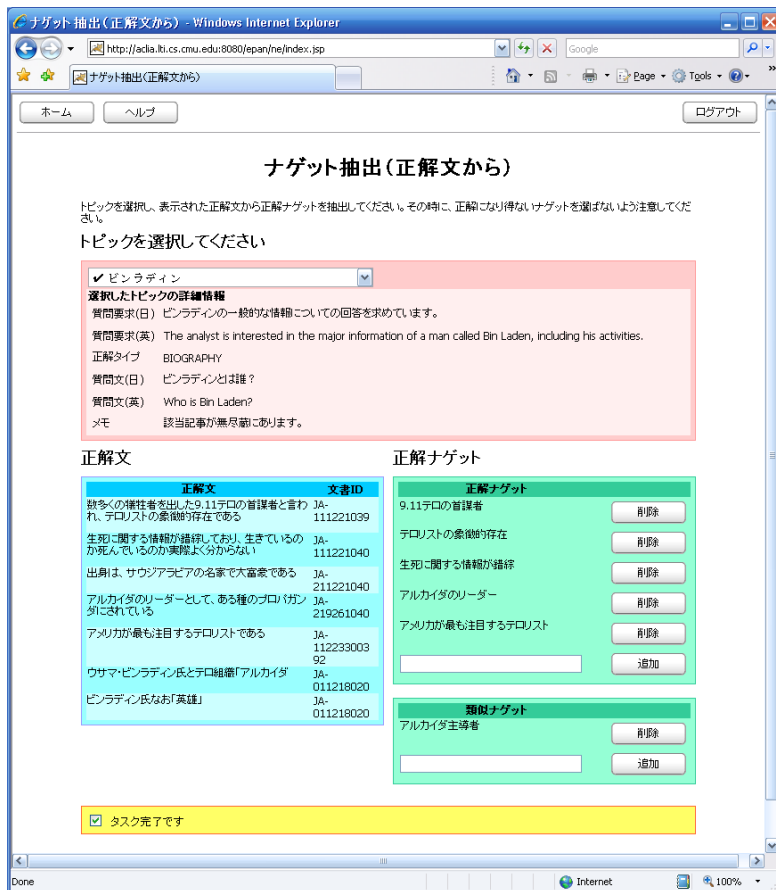 ナゲット抽出(正解文から) - Windows Internet Explorer
http://aclia.lti.cs.cmu.edu:8080/epan/ne/index.jsp
Google
ナゲット抽出(正解文から)
Page
Tools
ホーム
ヘルプ
ログアウト
ナゲット抽出(正解文から)
トピックを選択し、表示された正解文から正解ナゲットを抽出してください。その時に、正解になり得ないナゲットを選ばないよう注意してくだ
さい。
トピックを選択してください
✔ビンラディン
選択したトピックの詳細情報
質問要求(日) ビンラディンの一般的な情報についての回答を求めています。
質問要求(英) The analyst is interested in the major information of a man called Bin Laden, including his activities.
正解タイプ BIOGRAPHY
質問文(日) ビンラディンとは誰？
質問文(英) Who is Bin Laden?
メモ 該当記事が無尽蔵にあります。
正解文
正解文 文書ID
数多くの犠牲者を出した9.11テロの首謀者と言わ JA-
れ、テロリストの象徴的存在である 111221039
生死に関する情報が錯綜しており、生きているの JA-
か死んでいるのか実際よく分からない 111221040
出身は、サウジアラビアの名家で大富豪である JA-
211221040
アルカイダのリーダーとして、ある種のプロパガン JA-
ダにされている 219261040
アメリカが最も注目するテロリストである JA-
112233003
92
ウサマ・ビンラディン氏とテロ組織「アルカイダ JA-
011218020
ビンラディン氏なお「英雄」 JA-
011218020
正解ナゲット
正解ナゲット
9.11テロの首謀者 削除
テロリストの象徴的存在 削除
生死に関する情報が錯綜 削除
アルカイダのリーダー 削除
アメリカが最も注目するテロリスト 削除
追加
類似ナゲット
アルカイダ主導者 削除
追加
タスク完了です
Done
Internet
100%